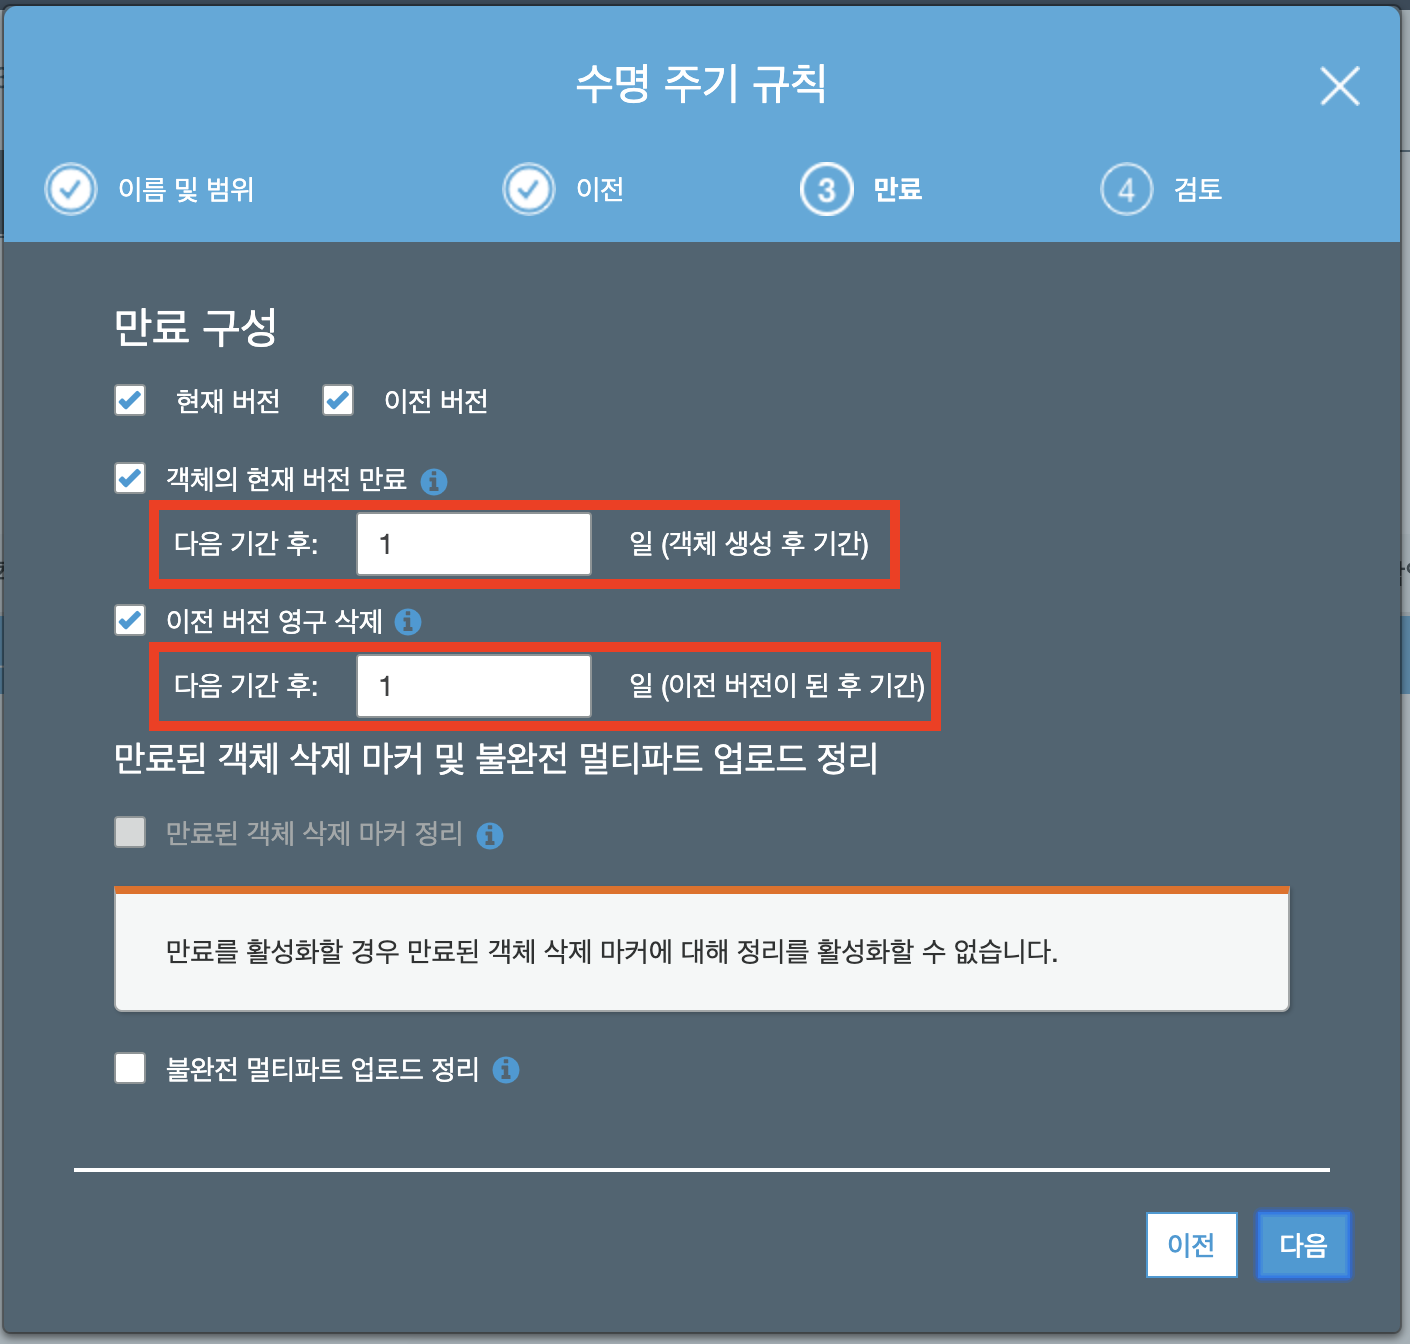 수명 주기 규칙
이름 및 범위
이전
3 만료
4 검토
만료 구성
현재 버전 이전 버전
객체의 현재 버전 만료
다음 기간 후: 1 일 (객체 생성 후 기간)
이전 버전 영구 삭제
다음 기간 후: 1 일 (이전 버전이 된 후 기간)
만료된 객체 삭제 마커 및 불완전 멀티파트 업로드 정리
만료된 객체 삭제 마커 정리
만료를 활성화할 경우 만료된 객체 삭제 마커에 대해 정리를 활성화할 수 없습니다.
불완전 멀티파트 업로드 정리
이전 다음